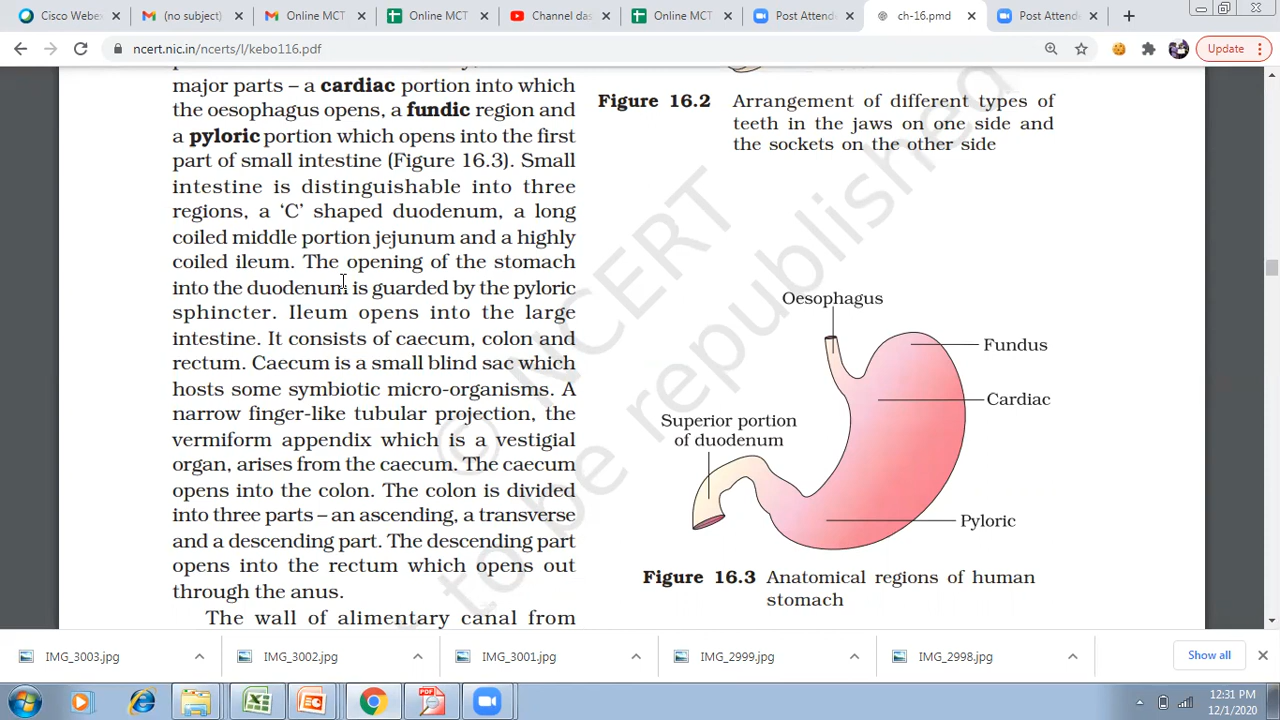 Cisco Webex
(no subject)
Online MCT
Online MCT
Channel das
Online MCT
Post Attend
ch-16.pmd
Post Attend
ncert.nic.in/ncerts/l/kebo116.pdf
Update
major parts – a cardiac portion into which
the oesophagus opens, a fundic region and
a pyloric portion which opens into the first
part of small intestine (Figure 16.3). Small
intestine is distinguishable into three
regions, a ‘C’ shaped duodenum, a long
coiled middle portion jejunum and a highly
coiled ileum. The opening of the stomach
into the duodenum is guarded by the pyloric
sphincter. Ileum opens into the large
intestine. It consists of caecum, colon and
rectum. Caecum is a small blind sac which
hosts some symbiotic micro-organisms. A
narrow finger-like tubular projection, the
vermiform appendix which is a vestigial
organ, arises from the caecum. The caecum
opens into the colon. The colon is divided
into three parts – an ascending, a transverse
and a descending part. The descending part
opens into the rectum which opens out
through the anus.
The wall of alimentary canal from
Figure 16.2 Arrangement of different types of
teeth in the jaws on one side and
the sockets on the other side
Oesophagus
Fundus
Cardiac
Superior portion
of duodenum
Pyloric
Figure 16.3 Anatomical regions of human
stomach
© NCERT
to be republished
IMG_3003.jpg
IMG_3002.jpg
IMG_3001.jpg
IMG_2999.jpg
IMG_2998.jpg
Show all
12:31 PM
12/1/2020